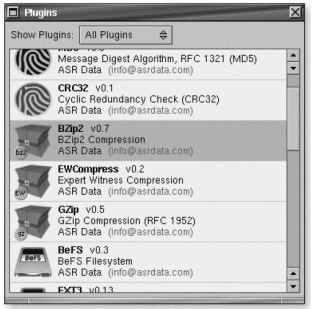 Plugins
Show Plugins: All Plugins
Message Digest Algorithm, RFC 1321 (MD5)
ASR Data (info@asrdata.com)
CRC32 v0.1
Cyclic Redundancy Check (CRC32)
ASR Data (info@asrdata.com)
BZip2 v0.7
BZip2 Compression
bz2
ASR Data (info@asrdata.com)
EWCompress v0.2
Expert Witness Compression
EW
ASR Data (info@asrdata.com)
GZip v0.5
GZip Compression (RFC 1952)
gz
ASR Data (info@asrdata.com)
BeFS v0.3
BeFS
BeFS Filesystem
ASR Data (info@asrdata.com)
EXT3 v0.13